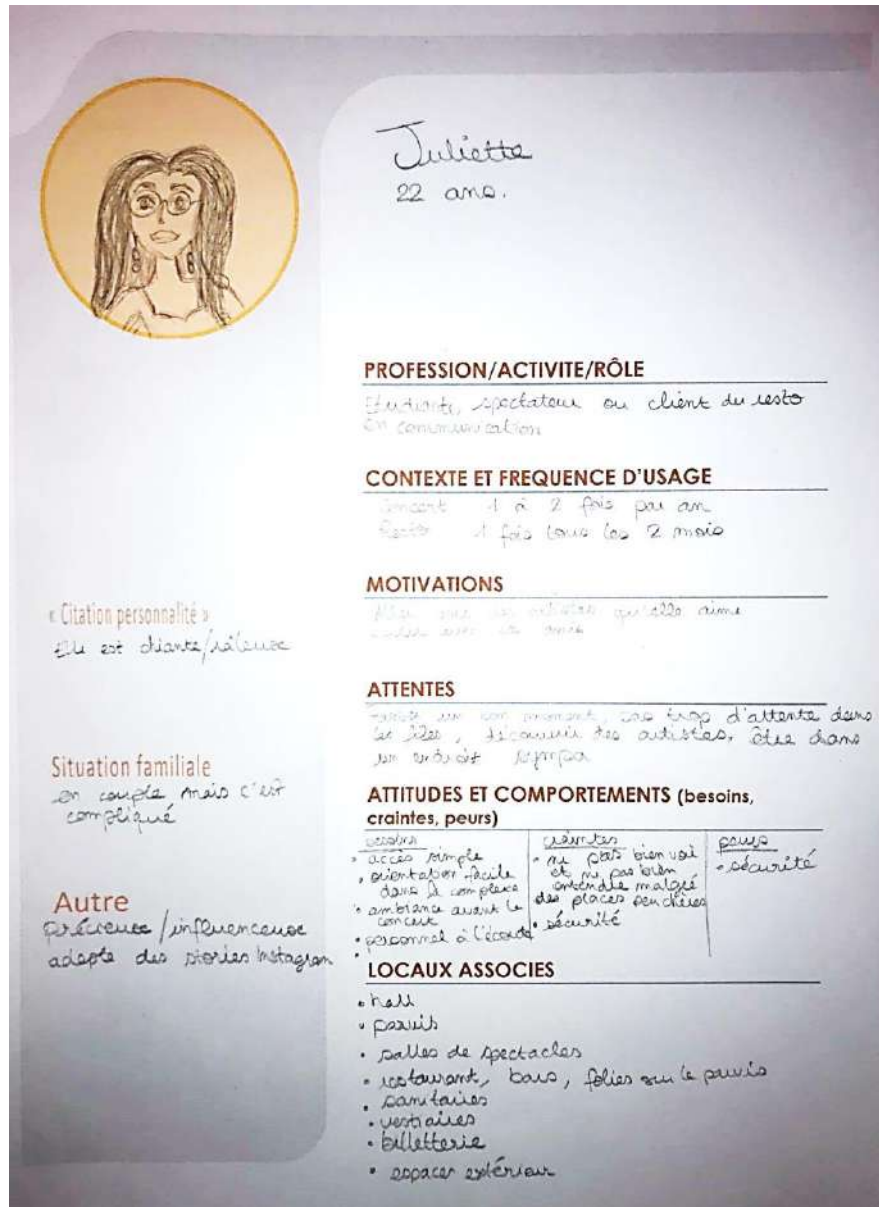 Juliette
22 ans.
PROFESSION/ACTIVITE/RÔLE
Etudiante, spectateur ou client du resto
en communication
CONTEXTE ET FREQUENCE D'USAGE
Concert 1 à 2 fois par an
Resto 1 fois tous les 2 mois
MOTIVATIONS
Aller voir des artistes qu'elle aime
avec amis
ATTENTES
un bon moment, pas trop d'attente dans
les files, découvrir des artistes, être dans
un endroit sympa
ATTITUDES ET COMPORTEMENTS (besoins,
craintes, peurs)
besoins
• accès simple
• orientation facile
dans le complexe
• ambiance avant le
concert
• personnel à l'écoute
craintes
• ne pas bien voir
et ne pas bien
entendre malgré
des places peu chères
• sécurité
peurs
• sécurité
LOCAUX ASSOCIES
• hall
• parvis
• salles de spectacles
• restaurant, bars, folies sur le parvis
• sanitaires
• vestiaires
• billetterie
• espaces extérieur
« Citation personnalité »
Elle est chiante/râleuse
Situation familiale
en couple mais c'est
compliqué
Autre
précieuse/influenceuse
adepte des stories Instagram